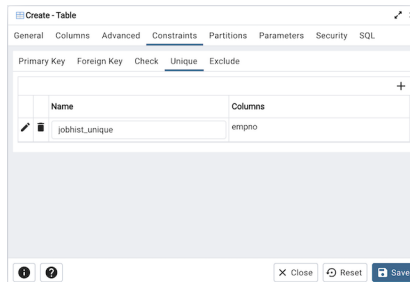 Create - Table
General Columns Advanced Constraints Partitions Parameters Security SQL
Primary Key Foreign Key Check Unique Exclude
Name Columns
jobhist_unique empno
Close Reset Save